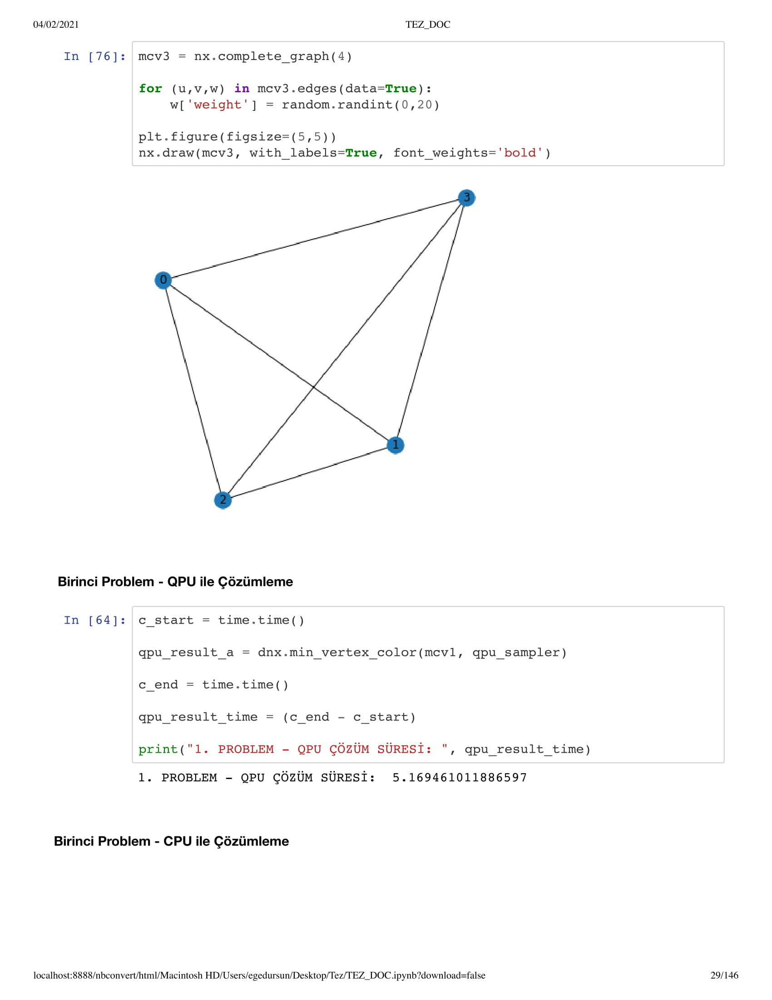 04/02/2021 TEZ_DOC
In [76]: mcv3 = nx.complete_graph(4)
for (u,v,w) in mcv3.edges(data=True):
    w['weight'] = random.randint(0,20)
plt.figure(figsize=(5,5))
nx.draw(mcv3, with_labels=True, font_weights='bold')
3
0
1
2
Birinci Problem - QPU ile Çözümleme
In [64]: c_start = time.time()
qpu_result_a = dnx.min_vertex_color(mcv1, qpu_sampler)
c_end = time.time()
qpu_result_time = (c_end - c_start)
print("1. PROBLEM - QPU ÇÖZÜM SÜRESİ: ", qpu_result_time)
1. PROBLEM - QPU ÇÖZÜM SÜRESİ:  5.169461011886597
Birinci Problem - CPU ile Çözümleme
localhost:8888/nbconvert/html/Macintosh HD/Users/egedursun/Desktop/Tez/TEZ_DOC.ipynb?download=false 29/146